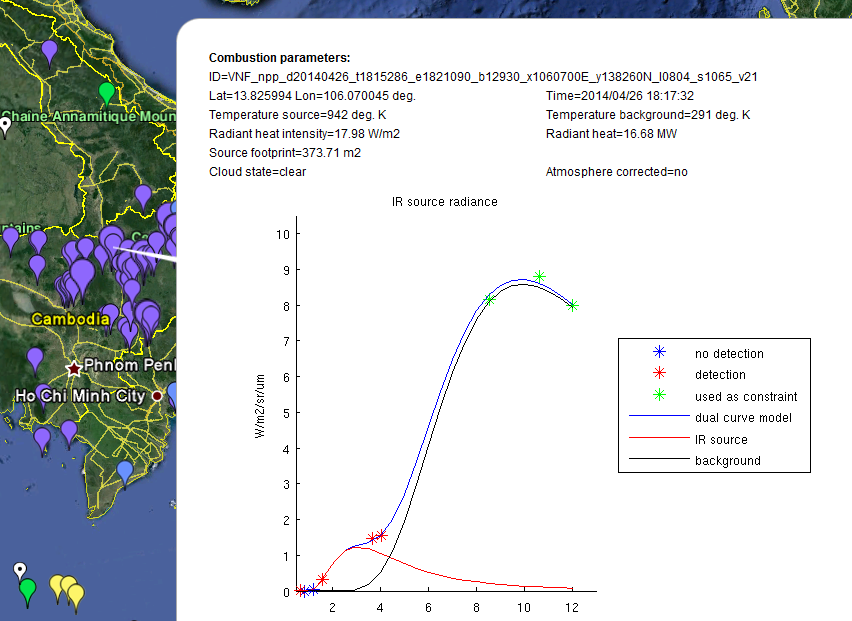 Combustion parameters:
ID=VNF_npp_d20140426_t1815286_e1821090_b12930_x1060700E_y138260N_l0804_s1065_v21
Lat=13.825994 Lon=106.070045 deg. Time=2014/04/26 18:17:32
Temperature source=942 deg. K Temperature background=291 deg. K
Radiant heat intensity=17.98 W/m2 Radiant heat=16.68 MW
Source footprint=373.71 m2
Cloud state=clear Atmosphere corrected=no
IR source radiance
W/m2/sr/um
10
9
8
7
6
5
4
3
2
1
0
2 4 6 8 10 12
no detection
detection
used as constraint
dual curve model
IR source
background
Chaine Annamitique Moun
ntains
Ca
Cambodia
Phnom Penl
Ho Chi Minh City